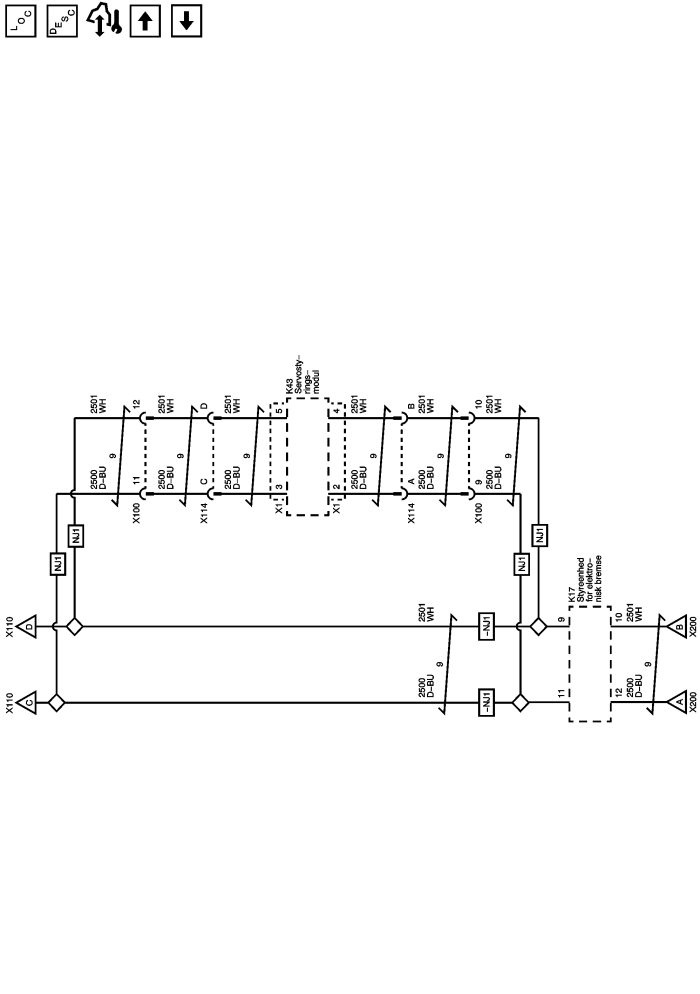 LOC
DESC
K43
Servosty–
rings–
modul
2501
WH
12
2501
WH
D
2501
WH
5
4
2501
WH
B
2501
WH
10
2501
WH
9
9
9
9
9
9
2500
D–BU
11
2500
D–BU
C
2500
D–BU
3
2
2500
D–BU
A
2500
D–BU
9
2500
D–BU
X100
X114
X1
X1
X114
X100
NJ1
NJ1
NJ1
NJ1
K17
Styreenhed
for elektro–
nisk bremse
X110
D
2501
WH
–NJ1
9
10
2501
WH
B
X200
9
9
X110
C
2500
D–BU
–NJ1
11
12
2500
D–BU
A
X200